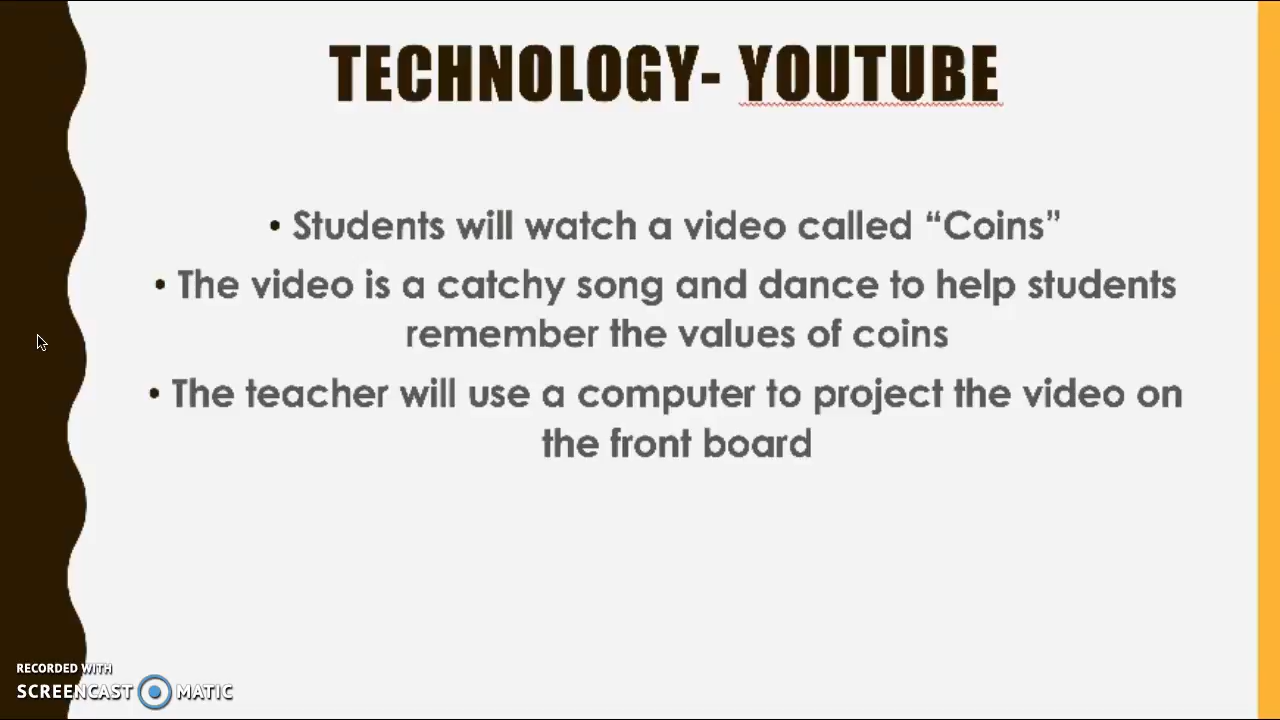 TECHNOLOGY- YOUTUBE
• Students will watch a video called “Coins”
• The video is a catchy song and dance to help students
remember the values of coins
• The teacher will use a computer to project the video on
the front board
RECORDED WITH
SCREENCAST MATIC